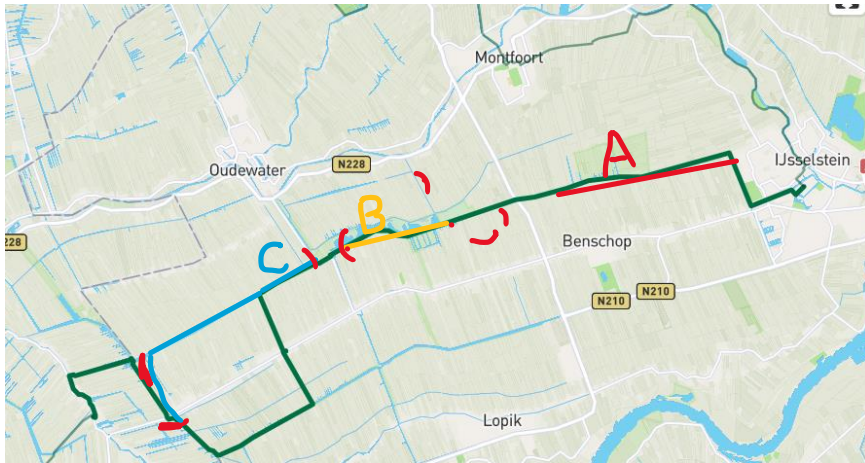 Montfoort
A
IJsselstein
N228
Oudewater
B
228
Benschop
C
N210
N210
Lopik